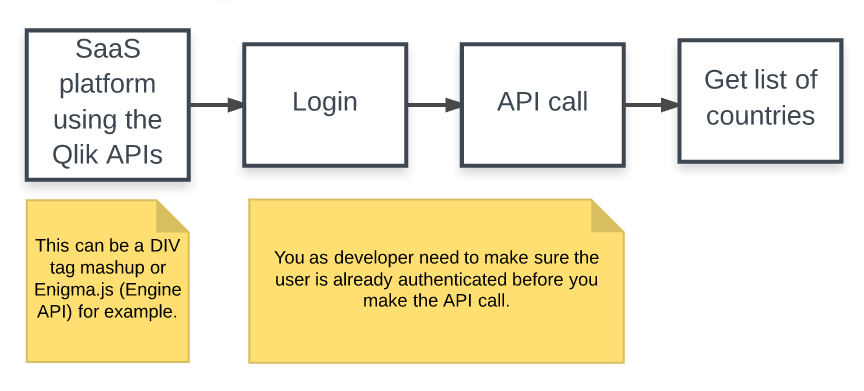 SaaS
platform
using the
Qlik APIs
Login
API call
Get list of
countries
This can be a DIV
tag mashup or
Enigma.js (Engine
API) for example.
You as developer need to make sure the
user is already authenticated before you
make the API call.